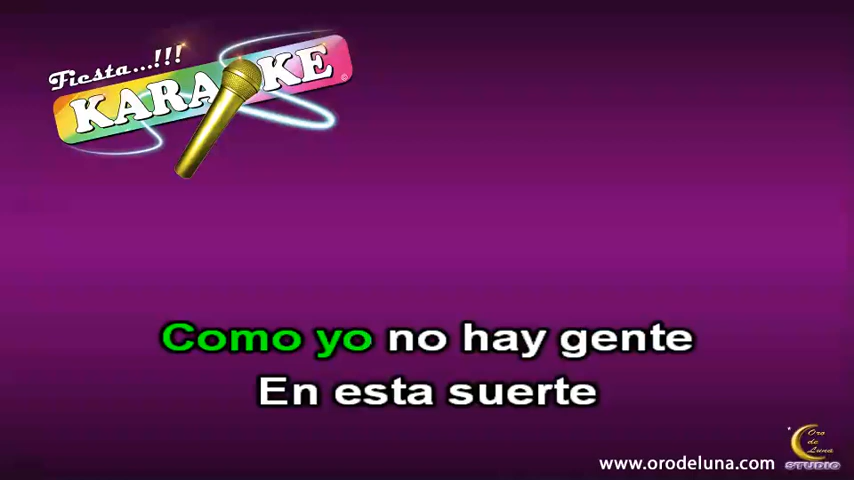 Fiesta...!!!
KARAOKE ©
Como yo no hay gente
En esta suerte
Oro
de
Luna
www.orodeluna.com STUDIO